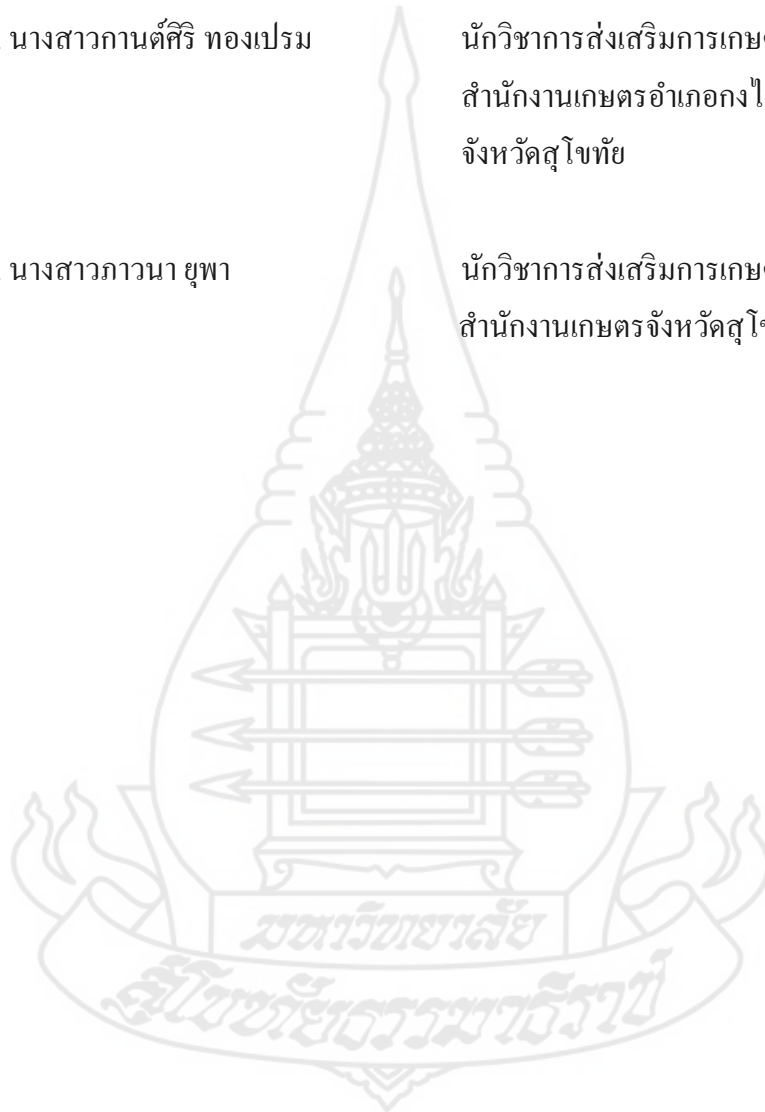 นางสาวกานต์ศิริ ทองเปรม
นักวิชาการส่งเสริมการเกษ
สำนักงานเกษตรอำเภอกงไ
จังหวัดสุโขทัย
นางสาวภาวนา ยุพา
นักวิชาการส่งเสริมการเกษ
สำนักงานเกษตรจังหวัดสุโข
มหาวิทยาลัย
สุโขทัยธรรมาธิราช